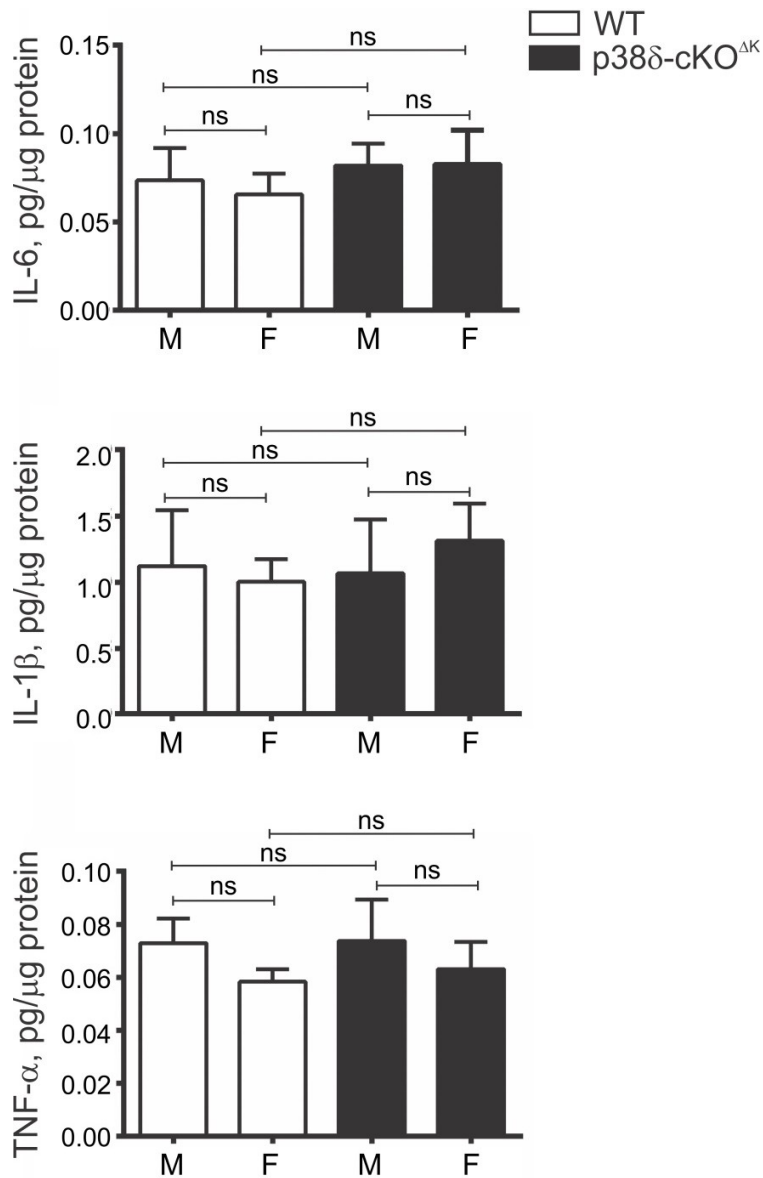 WT
p38δ-cKO^ΔK
IL-6, pg/μg protein
0.15
0.10
0.05
0.00
ns
ns
ns
ns
M F M F
IL-1β, pg/μg protein
2.0
1.5
1.0
0.5
0.0
ns
ns
ns
ns
M F M F
TNF-α, pg/μg protein
0.10
0.08
0.06
0.04
0.02
0.00
ns
ns
ns
ns
M F M F